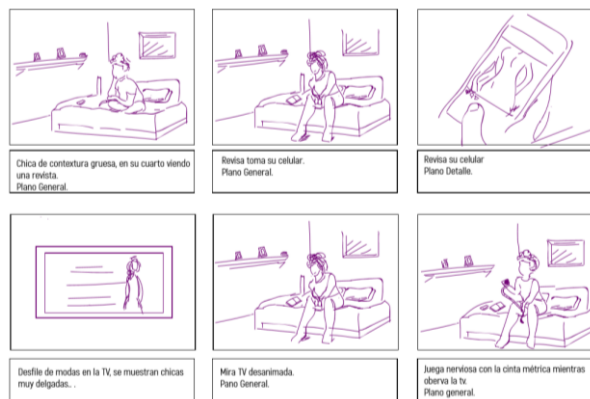 Chica de contextura gruesa, en su cuarto viendo
una revista.
Plano General.
Revisa toma su celular.
Plano General.
Revisa su celular
Plano Detalle.
Desfile de modas en la TV, se muestran chicas
muy delgadas. .
Mira TV desanimada.
Pano General.
Juega nerviosa con la cinta métrica mientras
oberva la tv.
Plano general.